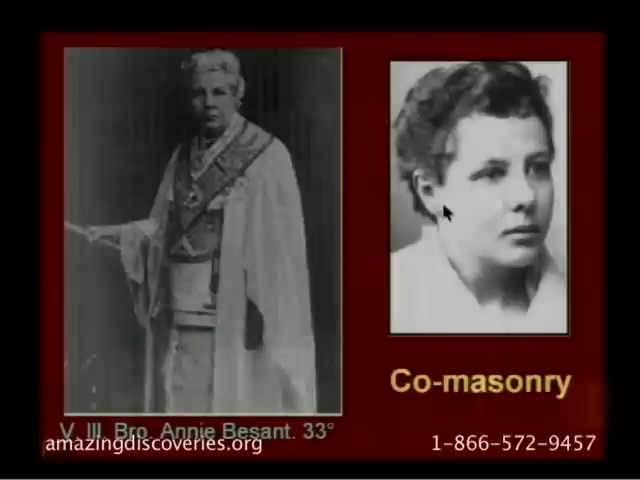 Co-masonry
V. Ill. Bro. Annie Besant. 33°
amazingdiscoveries.org
1-866-572-9457